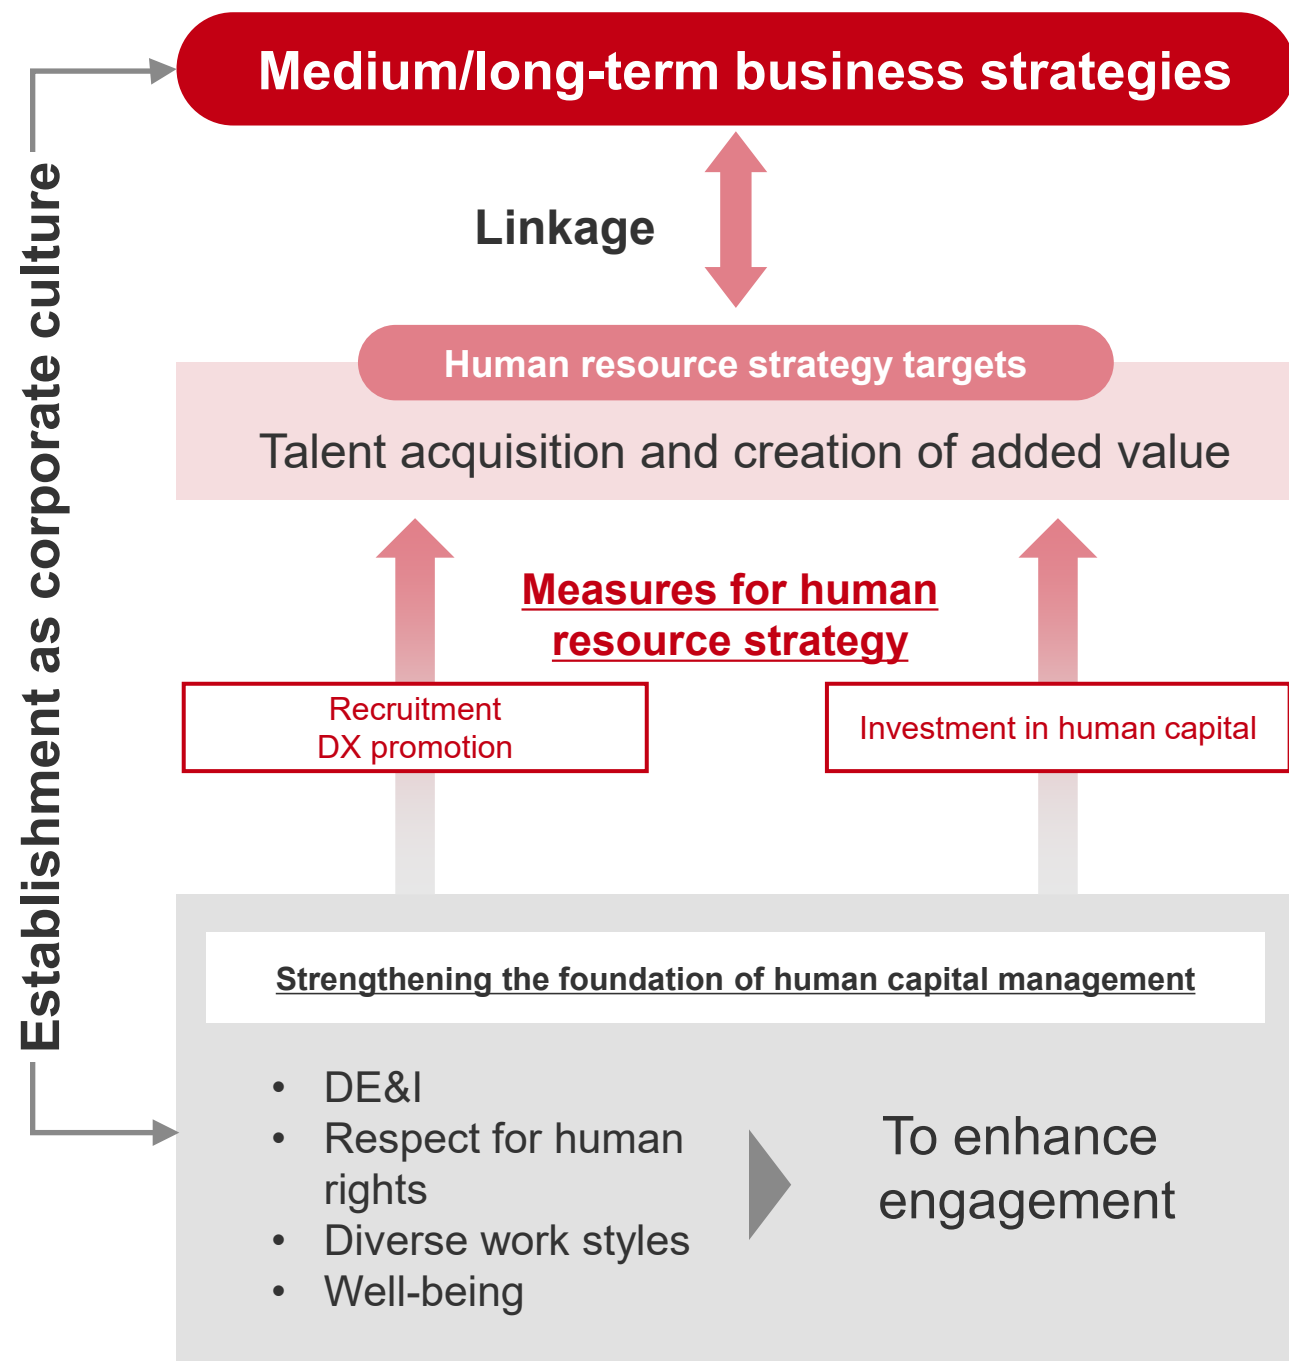 Medium/long-term business strategies
Establishment as corporate culture
Linkage
Human resource strategy targets
Talent acquisition and creation of added value
Measures for human
resource strategy
Recruitment
DX promotion
Investment in human capital
Strengthening the foundation of human capital management
• DE&I
• Respect for human
rights
• Diverse work styles
• Well-being
To enhance
engagement